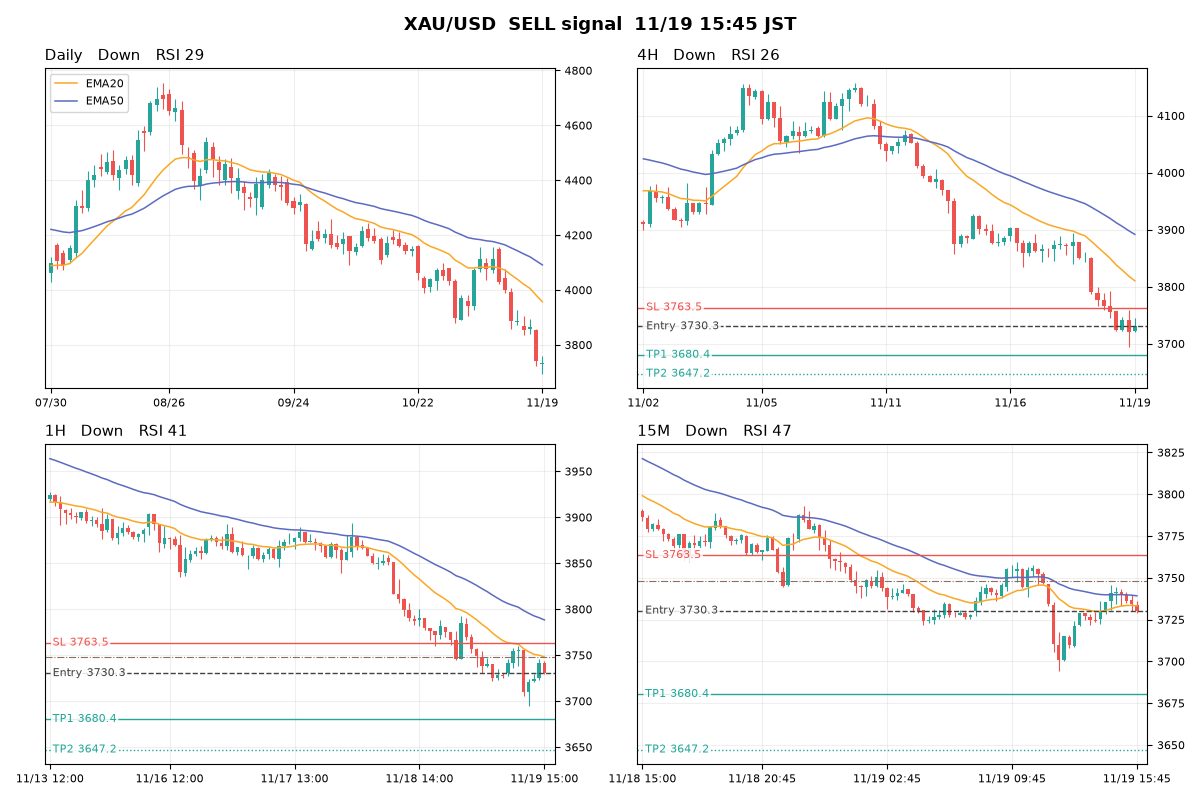 XAU/USD  SELL signal  11/19 15:45 JST
Daily   Down   RSI 29
EMA20
EMA50
4800
4600
4400
4200
4000
3800
07/30
08/26
09/24
10/22
11/19
4H   Down   RSI 26
4100
4000
3900
3800
3700
SL 3763.5
Entry 3730.3
TP1 3680.4
TP2 3647.2
11/02
11/05
11/11
11/16
11/19
1H   Down   RSI 41
3950
3900
3850
3800
3750
3700
3650
SL 3763.5
Entry 3730.3
TP1 3680.4
TP2 3647.2
11/13 12:00
11/16 12:00
11/17 13:00
11/18 14:00
11/19 15:00
15M   Down   RSI 47
3825
3800
3775
3750
3725
3700
3675
3650
SL 3763.5
Entry 3730.3
TP1 3680.4
TP2 3647.2
11/18 15:00
11/18 20:45
11/19 02:45
11/19 09:45
11/19 15:45